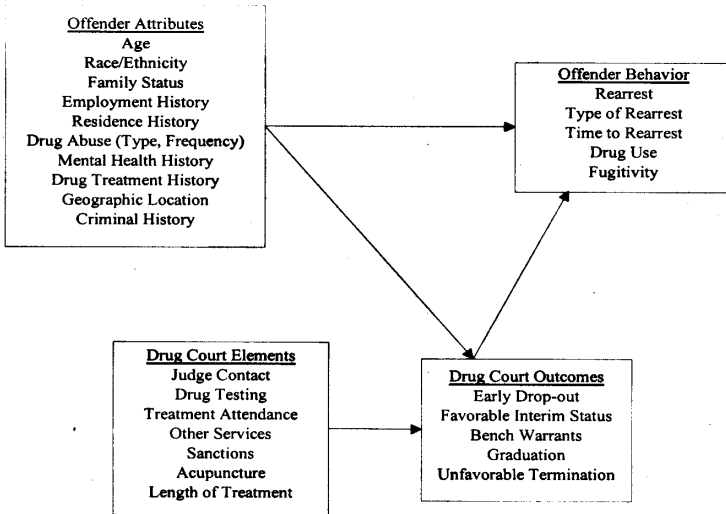 Offender Attributes
Age
Race/Ethnicity
Family Status
Employment History
Residence History
Drug Abuse (Type, Frequency)
Mental Health History
Drug Treatment History
Geographic Location
Criminal History
Offender Behavior
Rearrest
Type of Rearrest
Time to Rearrest
Drug Use
Fugitivity
Drug Court Elements
Judge Contact
Drug Testing
Treatment Attendance
Other Services
Sanctions
Acupuncture
Length of Treatment
Drug Court Outcomes
Early Drop-out
Favorable Interim Status
Bench Warrants
Graduation
Unfavorable Termination